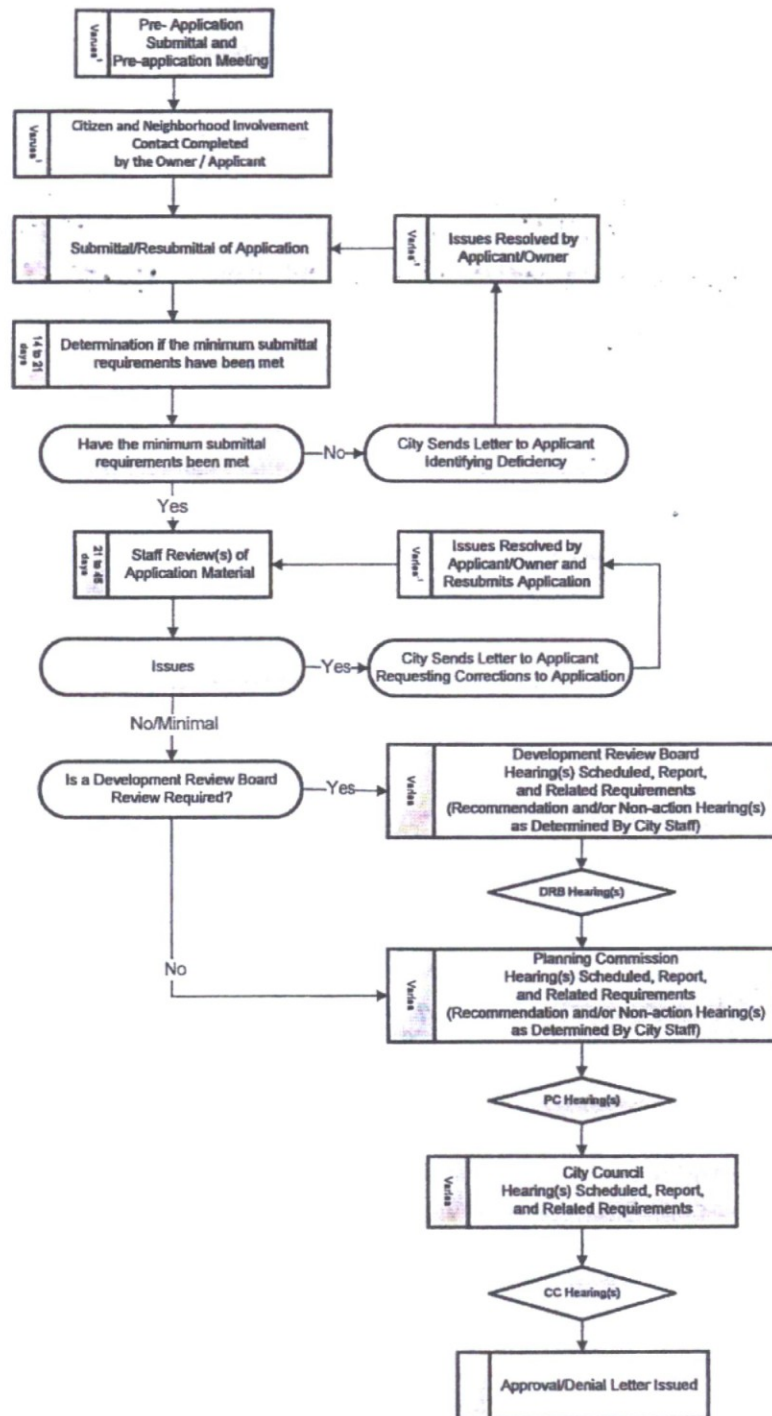 Pre- Application
Submittal and
Pre-application Meeting
Varies¹
Citizen and Neighborhood Involvement
Contact Completed
by the Owner / Applicant
Varies¹
Submittal/Resubmittal of Application
Issues Resolved by
Applicant/Owner
Varies¹
Determination if the minimum submittal
requirements have been met
14 to 21
days
Have the minimum submittal
requirements been met
No
City Sends Letter to Applicant
Identifying Deficiency
Yes
Staff Review(s) of
Application Material
21 to 45
days
Issues Resolved by
Applicant/Owner and
Resubmits Application
Varies¹
Issues
Yes
City Sends Letter to Applicant
Requesting Corrections to Application
No/Minimal
Is a Development Review Board
Review Required?
Yes
Development Review Board
Hearing(s) Scheduled, Report,
and Related Requirements
(Recommendation and/or Non-action Hearing(s)
as Determined By City Staff)
Varies
DRB Hearing(s)
No
Planning Commission
Hearing(s) Scheduled, Report,
and Related Requirements
(Recommendation and/or Non-action Hearing(s)
as Determined By City Staff)
Varies
PC Hearing(s)
City Council
Hearing(s) Scheduled, Report,
and Related Requirements
Varies
CC Hearing(s)
Approval/Denial Letter Issued